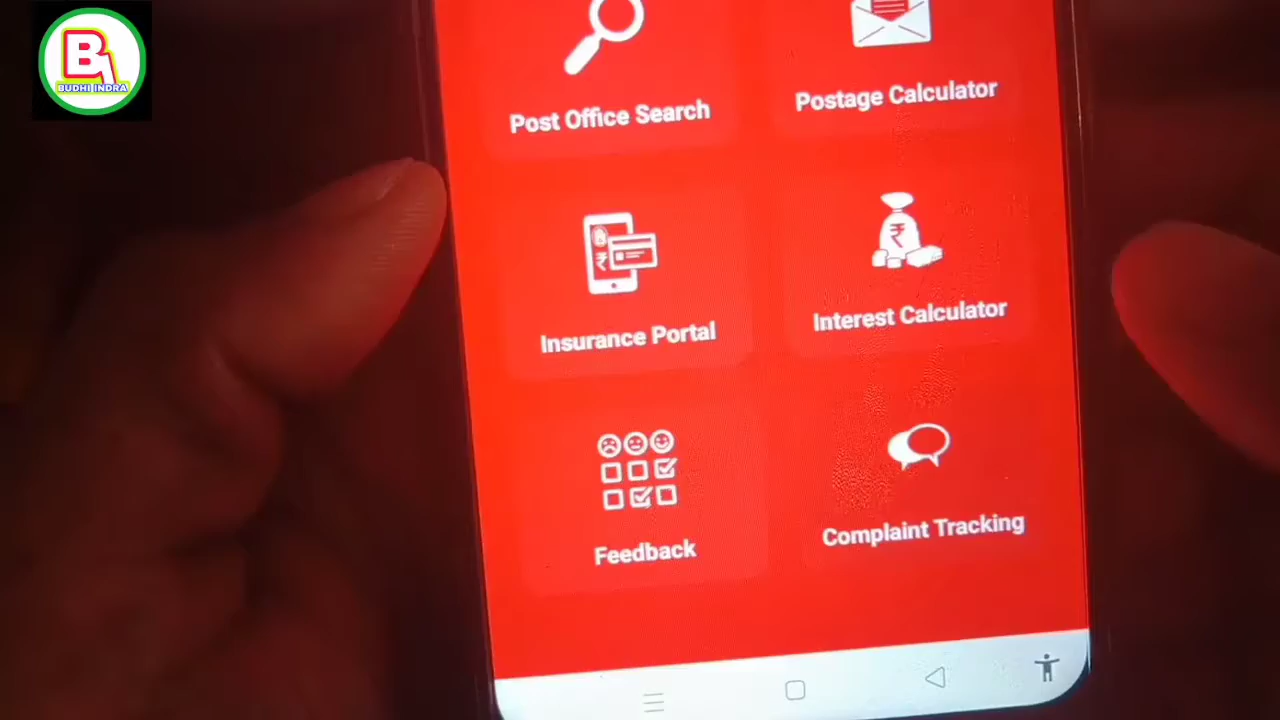 B
BUDHI INDRA
Post Office Search
Postage Calculator
₹
Insurance Portal
₹
Interest Calculator
Feedback
Complaint Tracking